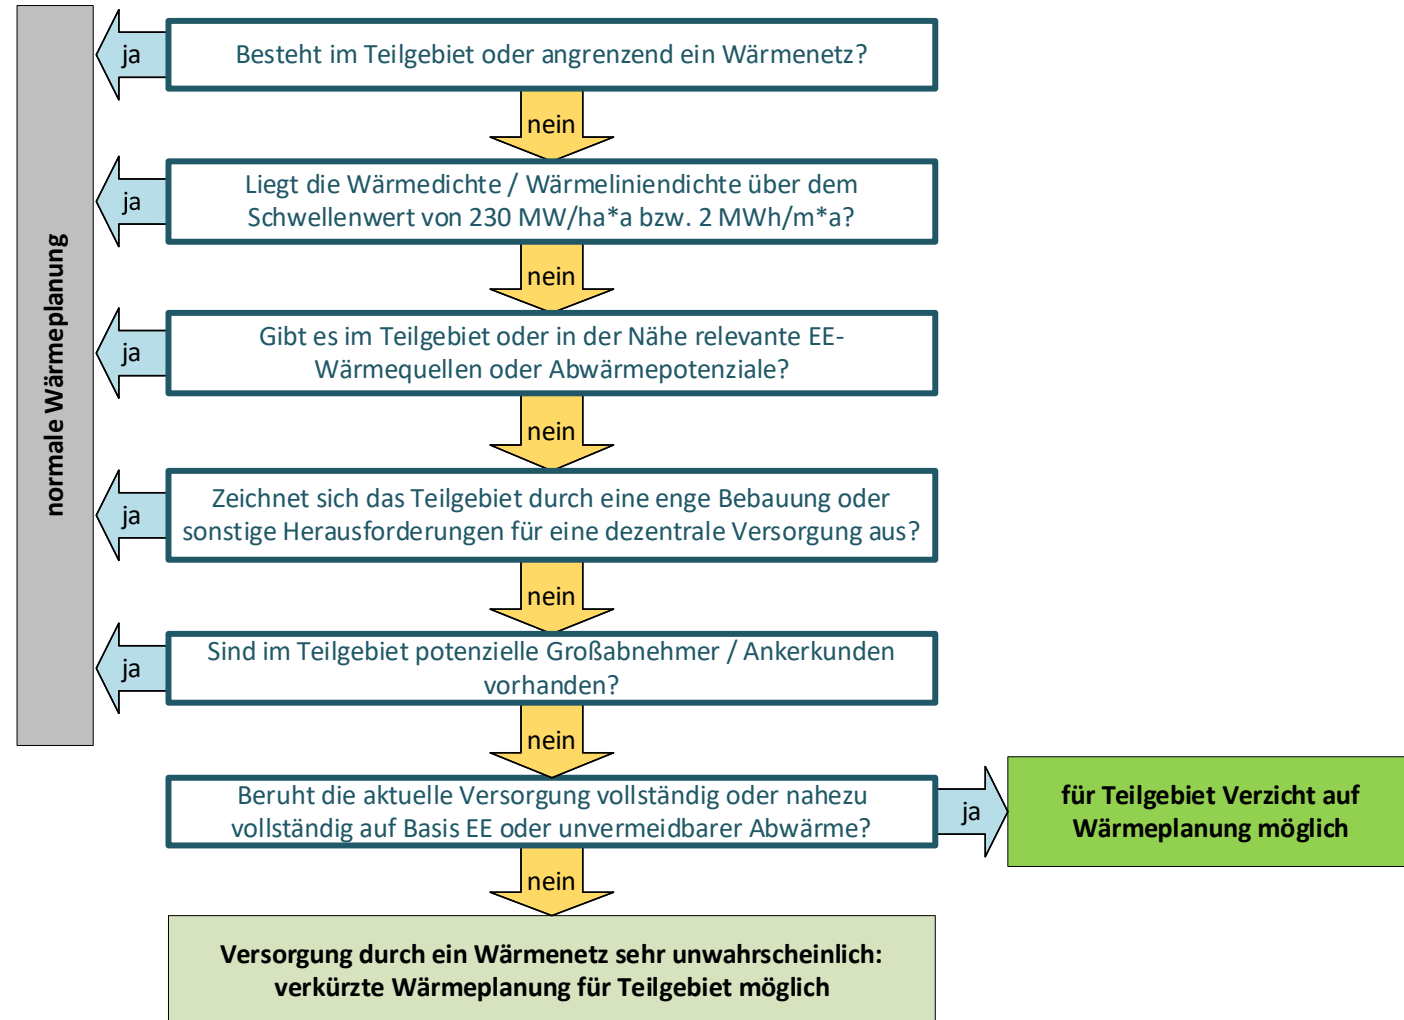 normale Wärmeplanung
ja
Besteht im Teilgebiet oder angrenzend ein Wärmenetz?
nein
ja
Liegt die Wärmedichte / Wärmeliniendichte über dem
Schwellenwert von 230 MW/ha*a bzw. 2 MWh/m*a?
nein
ja
Gibt es im Teilgebiet oder in der Nähe relevante EE-
Wärmequellen oder Abwärmepotenziale?
nein
ja
Zeichnet sich das Teilgebiet durch eine enge Bebauung oder
sonstige Herausforderungen für eine dezentrale Versorgung aus?
nein
ja
Sind im Teilgebiet potenzielle Großabnehmer / Ankerkunden
vorhanden?
nein
Beruht die aktuelle Versorgung vollständig oder nahezu
vollständig auf Basis EE oder unvermeidbarer Abwärme?
ja
für Teilgebiet Verzicht auf
Wärmeplanung möglich
nein
Versorgung durch ein Wärmenetz sehr unwahrscheinlich:
verkürzte Wärmeplanung für Teilgebiet möglich